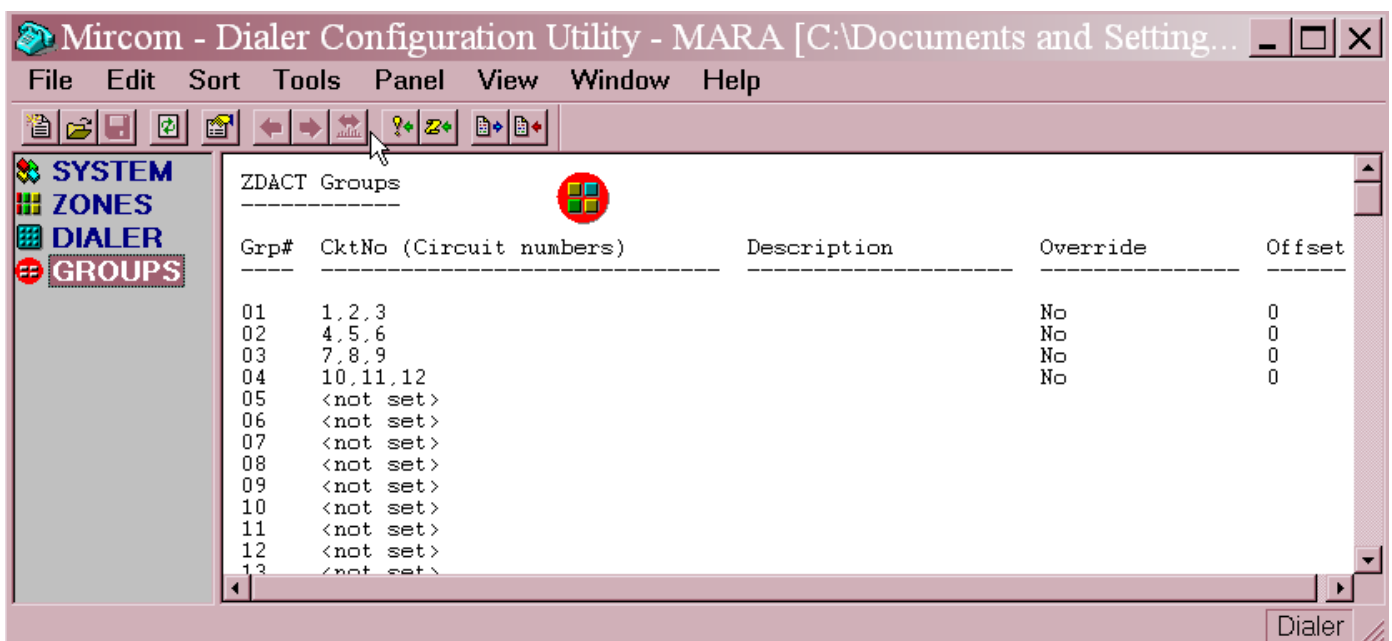 Mircom - Dialer Configuration Utility - MARA [C:\Documents and Setting...
File Edit Sort Tools Panel View Window Help
SYSTEM
ZONES
DIALER
GROUPS
ZDACT Groups
------------
Grp# CktNo (Circuit numbers) Description Override Offset
---- ------------------------------ -------------------- --------------- ------
01 1,2,3 No 0
02 4,5,6 No 0
03 7,8,9 No 0
04 10,11,12 No 0
05 <not set>
06 <not set>
07 <not set>
08 <not set>
09 <not set>
10 <not set>
11 <not set>
12 <not set>
13 <not set>
Dialer